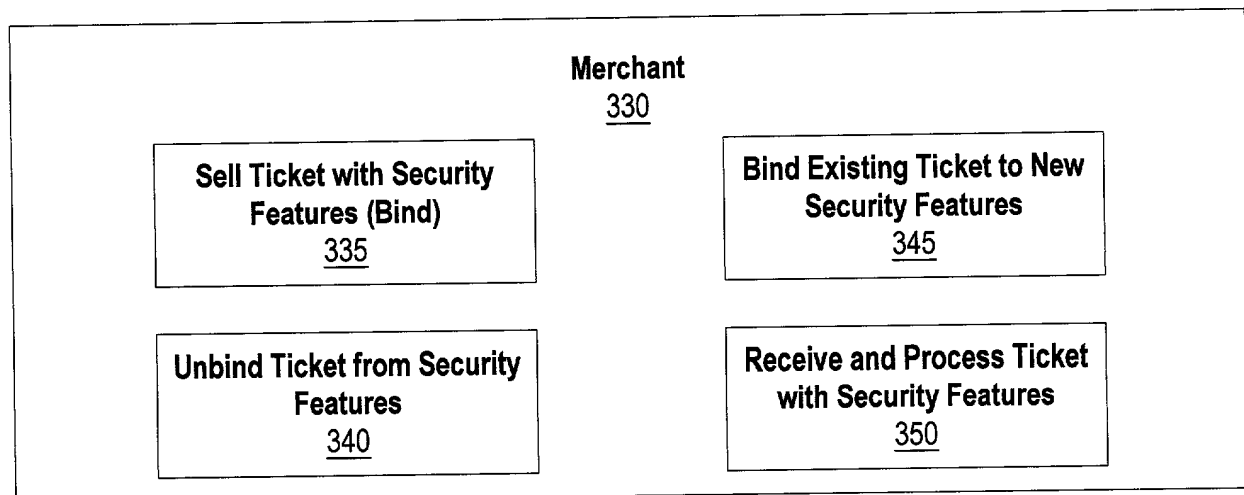 Merchant
330
Sell Ticket with Security
Features (Bind)
335
Bind Existing Ticket to New
Security Features
345
Unbind Ticket from Security
Features
340
Receive and Process Ticket
with Security Features
350